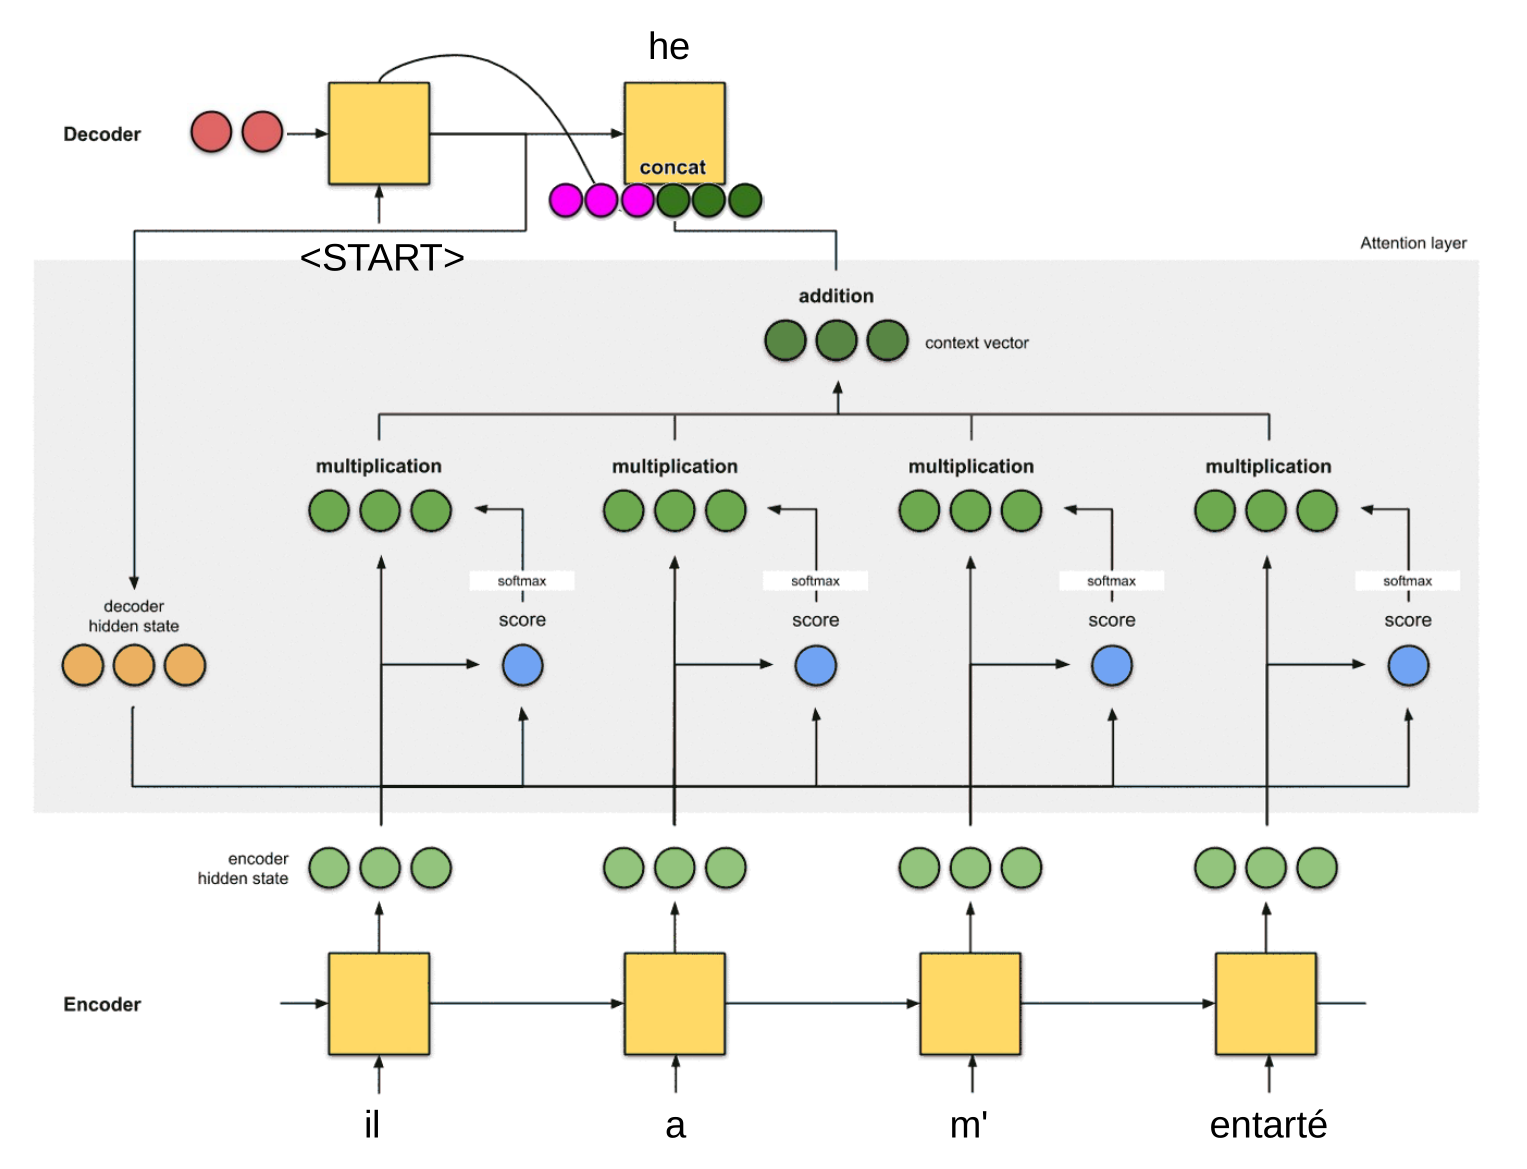 he
Decoder
concat
<START>
Attention layer
addition
context vector
multiplication
multiplication
multiplication
multiplication
softmax
softmax
softmax
softmax
decoder
hidden state
score
score
score
score
encoder
hidden state
Encoder
il
a
m'
entarté